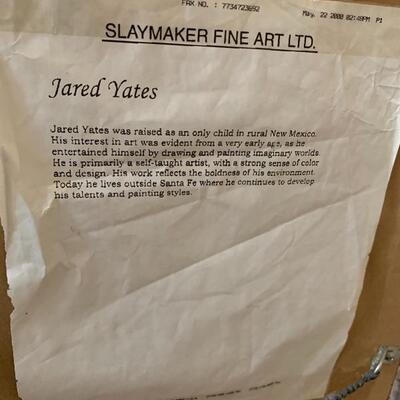 FAX NO. : 7734723692 May. 22 2000 02:49PM P1
SLAYMAKER FINE ART LTD.
Jared Yates
Jared Yates was raised as an only child in rural New Mexico.
His interest in art was evident from a very early age, as he
entertained himself by drawing and painting imaginary worlds.
He is primarily a self-taught artist, with a strong sense of color
and design. His work reflects the boldness of his environment.
Today he lives outside Santa Fe where he continues to develop
his talents and painting styles.